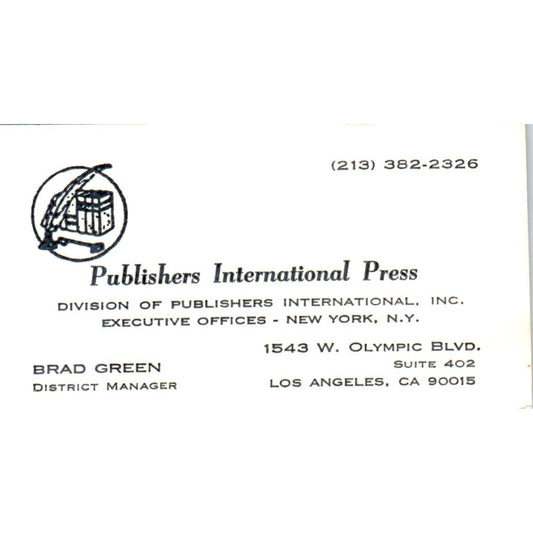 (213) 382-2326
Publishers International Press
DIVISION OF PUBLISHERS INTERNATIONAL, INC.
EXECUTIVE OFFICES - NEW YORK, N.Y.
BRAD GREEN
DISTRICT MANAGER
1543 W. OLYMPIC BLVD.
SUITE 402
LOS ANGELES, CA 90015